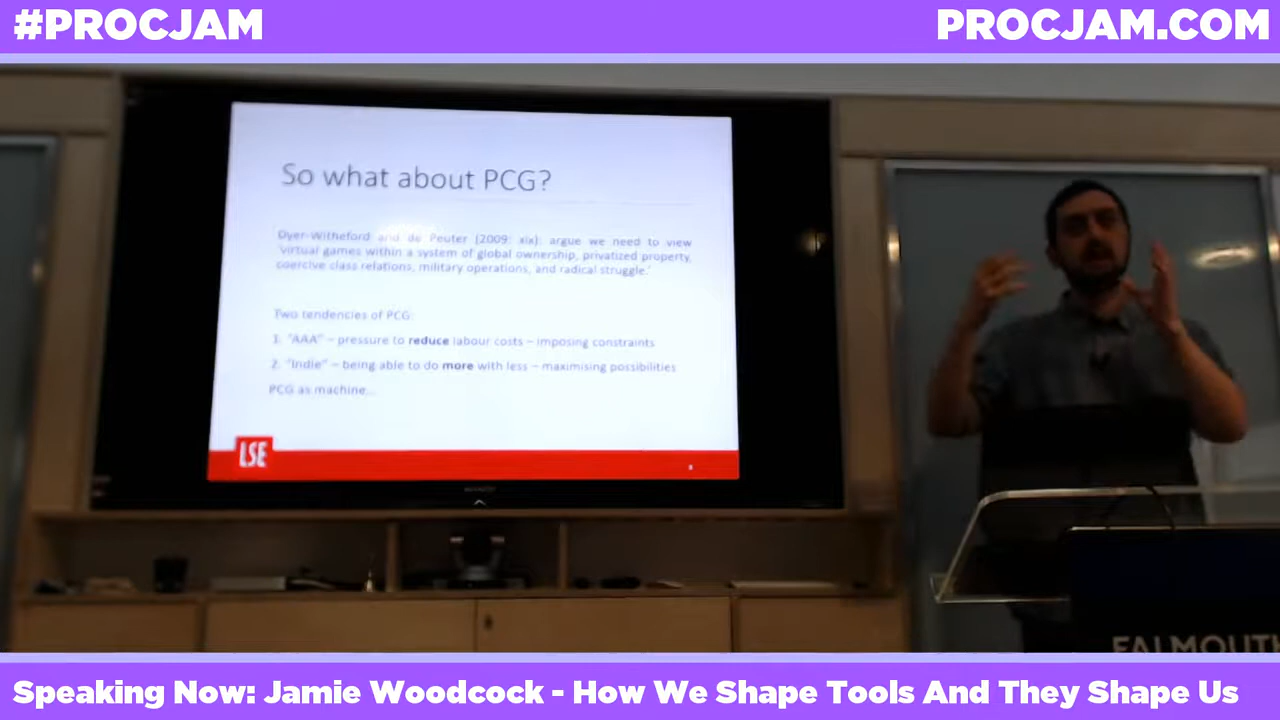 #PROCJAM
PROCJAM.COM
So what about PCG?
Dyer-Witheford and de Peuter (2009: xix): argue we need to view
'virtual games within a system of global ownership, privatized property,
coercive class relations, military operations, and radical struggle.'
Two tendencies of PCG:
1. "AAA" – pressure to reduce labour costs – imposing constraints
2. "Indie" – being able to do more with less – maximising possibilities
PCG as machine...
LSE
FALMOUTH
Speaking Now: Jamie Woodcock - How We Shape Tools And They Shape Us